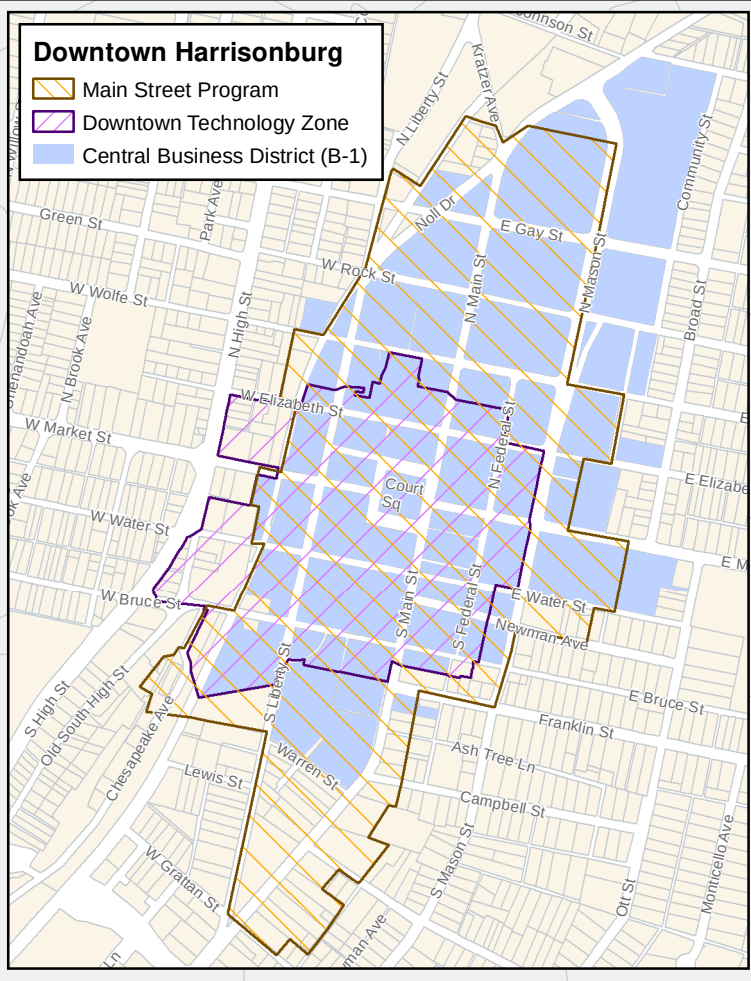 Downtown Harrisonburg
Main Street Program
Downtown Technology Zone
Central Business District (B-1)
Johnson St
Kratzer Ave
N Liberty St
Community St
Park Ave
Green St
Noll Dr
E Gay St
W Rock St
N Main St
N Mason St
W Wolfe St
Broad St
N High St
N Brook Ave
W Elizabeth St
W Market St
N Federal St
Court
Sq
W Water St
W Bruce St
S Main St
S Federal St
E Water St
Newman Ave
S Liberty St
S High St
Old South High St
Chesapeake Ave
E Bruce St
Franklin St
Ash Tree Ln
Warren St
Lewis St
Campbell St
S Mason St
W Grattan St
Ott St
Monticello Ave
Ln